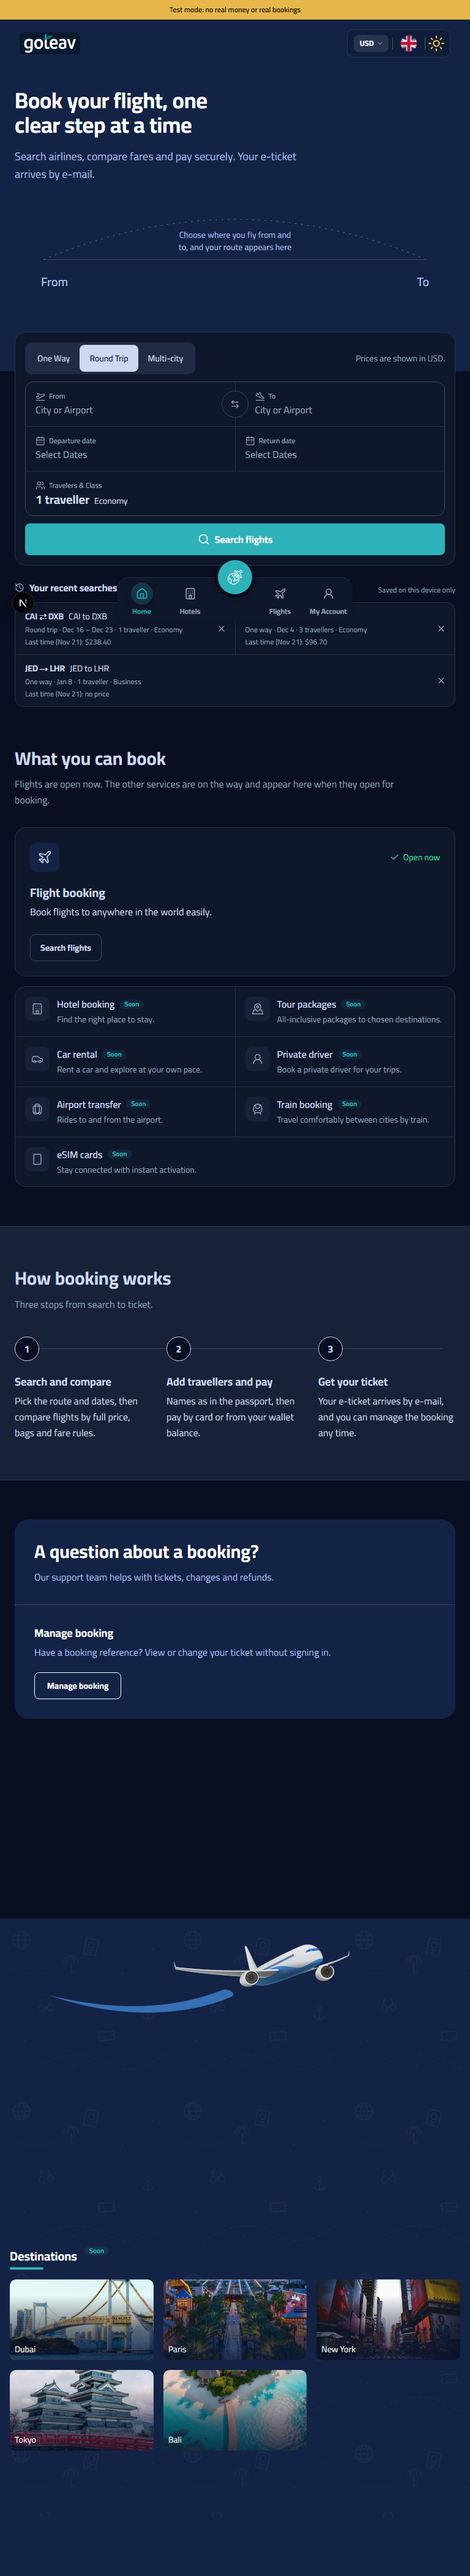 Test mode: no real money or real bookings
goleav
USD
Book your flight, one
clear step at a time
Search airlines, compare fares and pay securely. Your e-ticket
arrives by e-mail.
Choose where you fly from and
to, and your route appears here
From
To
One Way
Round Trip
Multi-city
Prices are shown in USD.
From
City or Airport
To
City or Airport
Departure date
Select Dates
Return date
Select Dates
Travelers & Class
1 traveller Economy
Search flights
Your recent searches
Saved on this device only
N
Home
Hotels
Flights
My Account
CAI ⇄ DXB CAI to DXB
Round trip · Dec 16 – Dec 23 · 1 traveller · Economy
Last time (Nov 21): $238.40
One way · Dec 4 · 3 travellers · Economy
Last time (Nov 21): $96.70
JED → LHR JED to LHR
One way · Jan 8 · 1 traveller · Business
Last time (Nov 21): no price
What you can book
Flights are open now. The other services are on the way and appear here when they open for
booking.
Open now
Flight booking
Book flights to anywhere in the world easily.
Search flights
Hotel booking Soon
Find the right place to stay.
Tour packages Soon
All-inclusive packages to chosen destinations.
Car rental Soon
Rent a car and explore at your own pace.
Private driver Soon
Book a private driver for your trips.
Airport transfer Soon
Rides to and from the airport.
Train booking Soon
Travel comfortably between cities by train.
eSIM cards Soon
Stay connected with instant activation.
How booking works
Three stops from search to ticket.
1
2
3
Search and compare
Pick the route and dates, then
compare flights by full price,
bags and fare rules.
Add travellers and pay
Names as in the passport, then
pay by card or from your wallet
balance.
Get your ticket
Your e-ticket arrives by e-mail,
and you can manage the booking
any time.
A question about a booking?
Our support team helps with tickets, changes and refunds.
Manage booking
Have a booking reference? View or change your ticket without signing in.
Manage booking
Destinations Soon
Dubai
Paris
New York
Tokyo
Bali